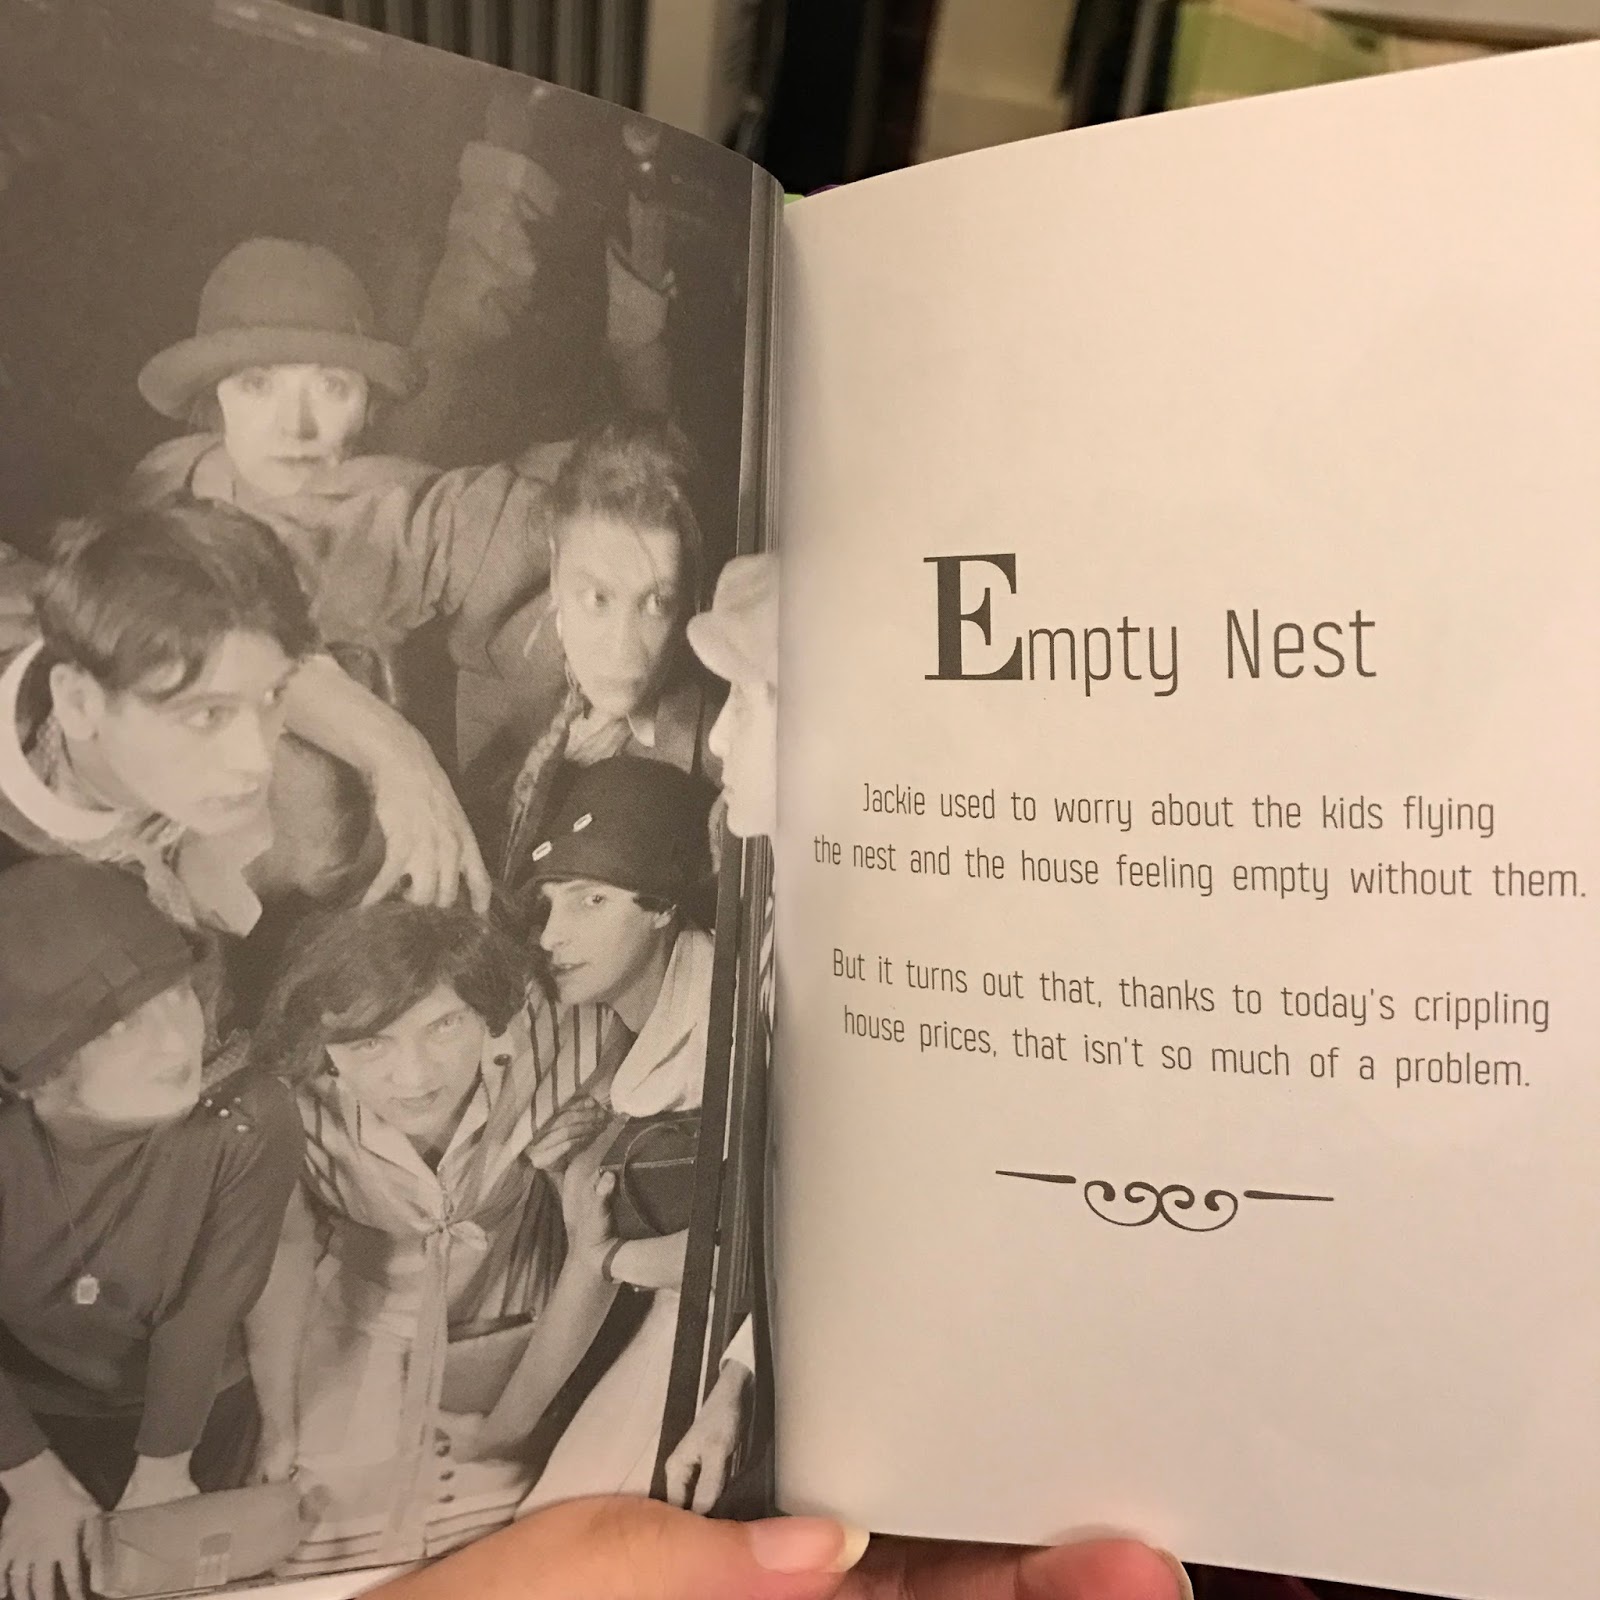 Empty Nest
Jackie used to worry about the kids flying
the nest and the house feeling empty without them.
But it turns out that, thanks to today's crippling
house prices, that isn't so much of a problem.